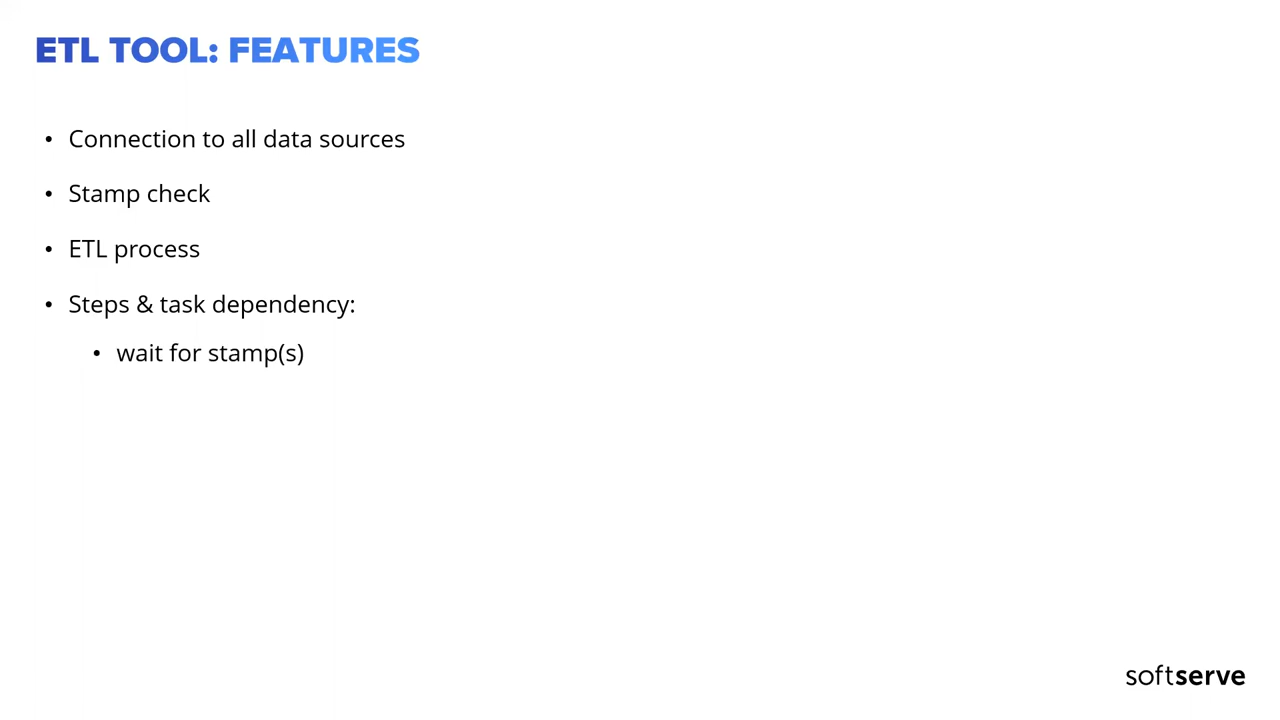 ETL TOOL: FEATURES
• Connection to all data sources
• Stamp check
• ETL process
• Steps & task dependency:
• wait for stamp(s)
softserve